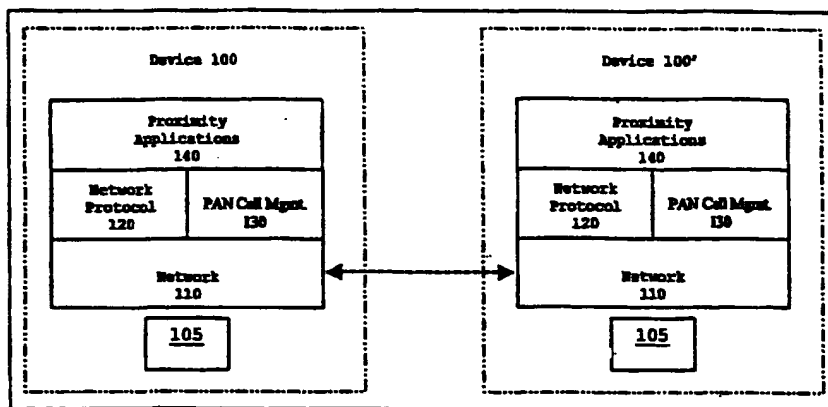 Device 100
Proximity
Applications
140
Network
Protocol
120
PAN Call Mgmt.
130
Network
110
105
Device 100'
Proximity
Applications
140
Network
Protocol
120
PAN Call Mgmt.
130
Network
110
105